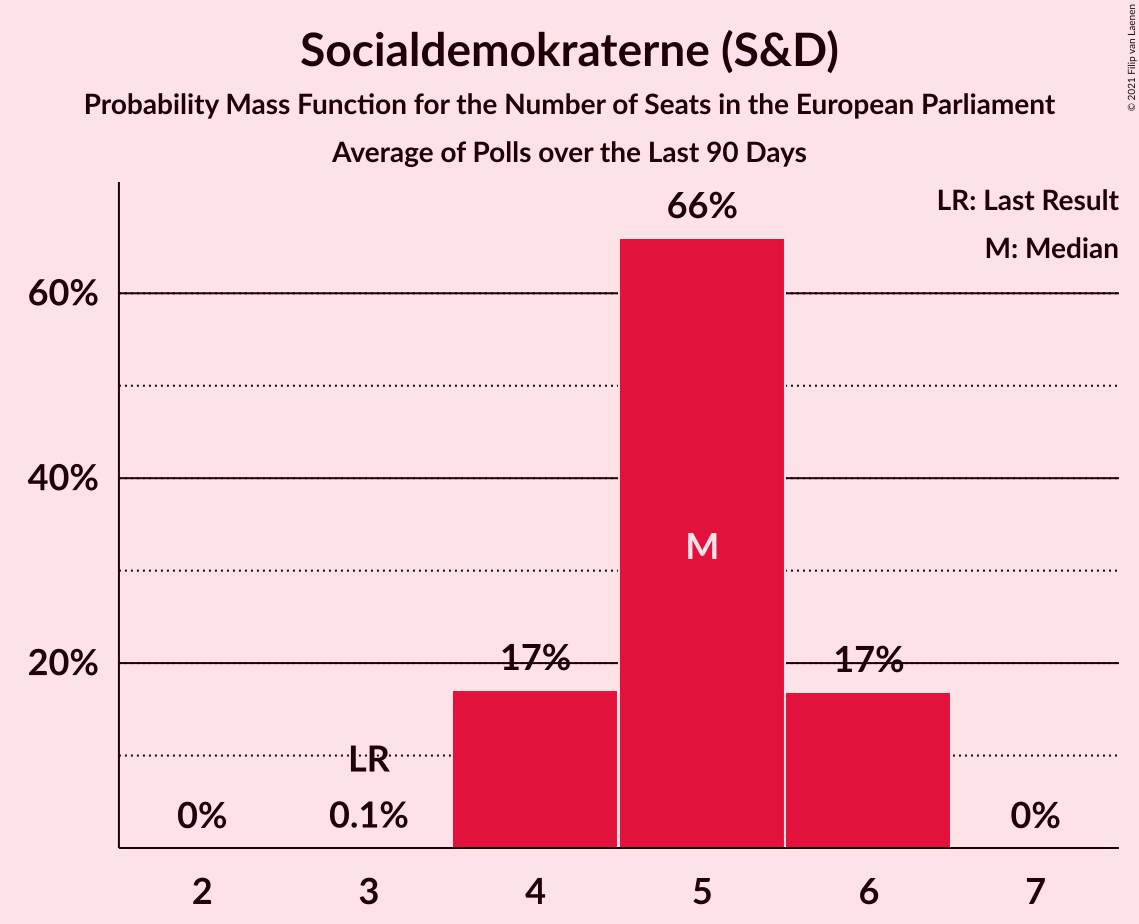 Socialdemokraterne (S&D)
Probability Mass Function for the Number of Seats in the European Parliament
Average of Polls over the Last 90 Days
© 2021 Filip van Laenen
LR: Last Result
M: Median
66%
60%
40%
M
20%
17%
17%
LR
0%
0.1%
0%
2
3
4
5
6
7